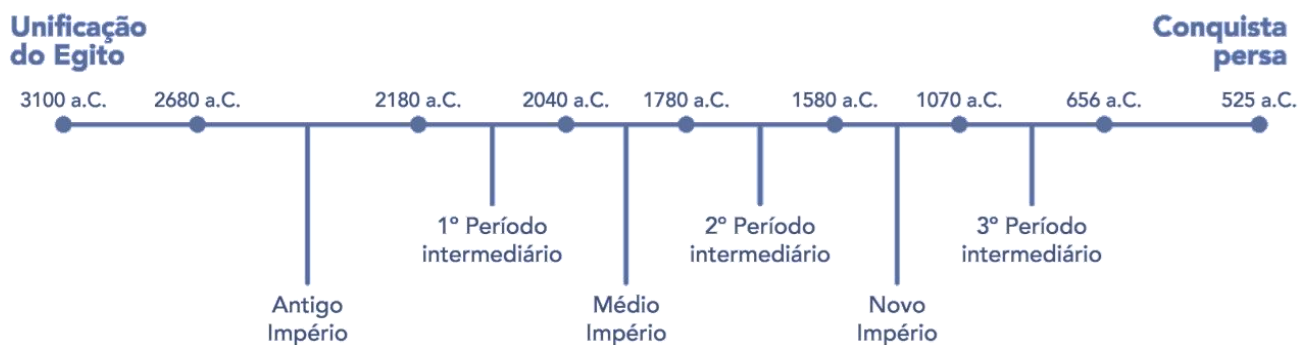 Unificação
do Egito
Conquista
persa
3100 a.C. 2680 a.C. 2180 a.C. 2040 a.C. 1780 a.C. 1580 a.C. 1070 a.C. 656 a.C. 525 a.C.
1º Período
intermediário
2º Período
intermediário
3º Período
intermediário
Antigo
Império
Médio
Império
Novo
Império